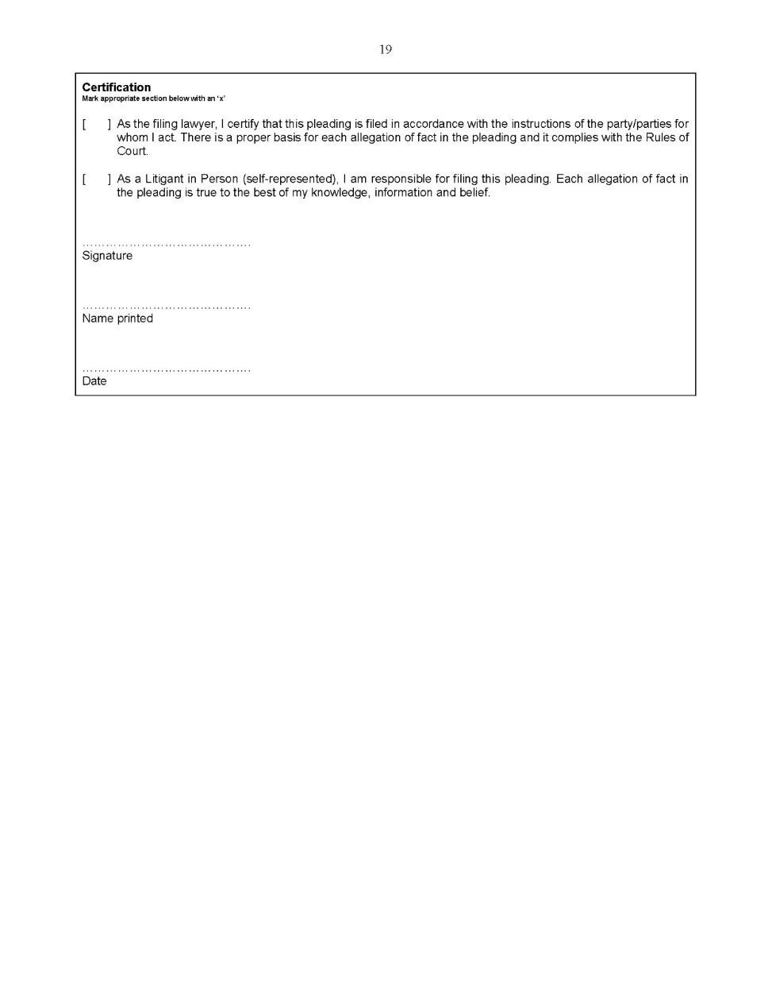 19
Certification
Mark appropriate section below with an ‘x’
[ ] As the filing lawyer, I certify that this pleading is filed in accordance with the instructions of the party/parties for
whom I act. There is a proper basis for each allegation of fact in the pleading and it complies with the Rules of
Court.
[ ] As a Litigant in Person (self-represented), I am responsible for filing this pleading. Each allegation of fact in
the pleading is true to the best of my knowledge, information and belief.
…………………………………….
Signature
…………………………………….
Name printed
…………………………………….
Date